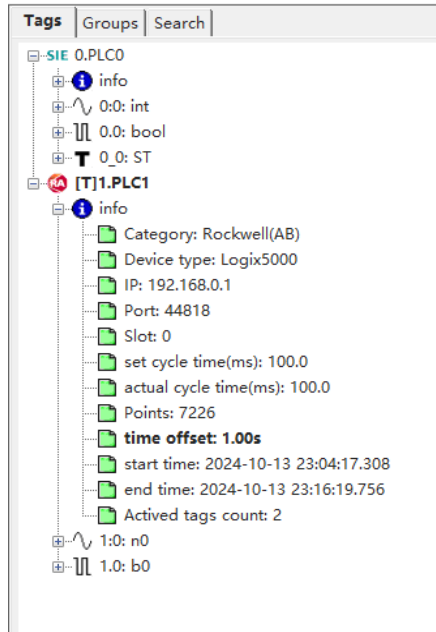 Tags Groups Search
SIE 0.PLC0
info
0:0: int
0.0: bool
T 0_0: ST
RA [T]1.PLC1
info
Category: Rockwell(AB)
Device type: Logix5000
IP: 192.168.0.1
Port: 44818
Slot: 0
set cycle time(ms): 100.0
actual cycle time(ms): 100.0
Points: 7226
time offset: 1.00s
start time: 2024-10-13 23:04:17.308
end time: 2024-10-13 23:16:19.756
Actived tags count: 2
1:0: n0
1.0: b0